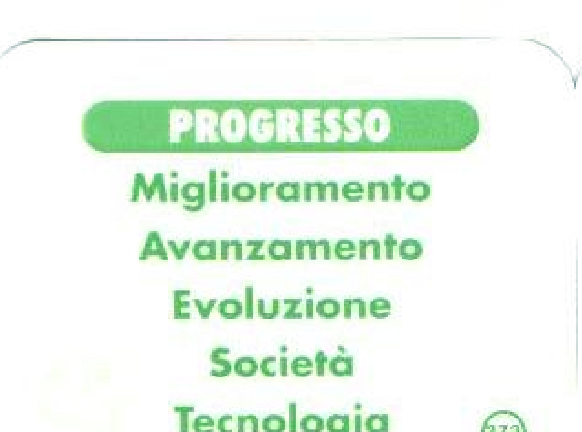 PROGRESSO
Miglioramento
Avanzamento
Evoluzione
Società
Tecnologia